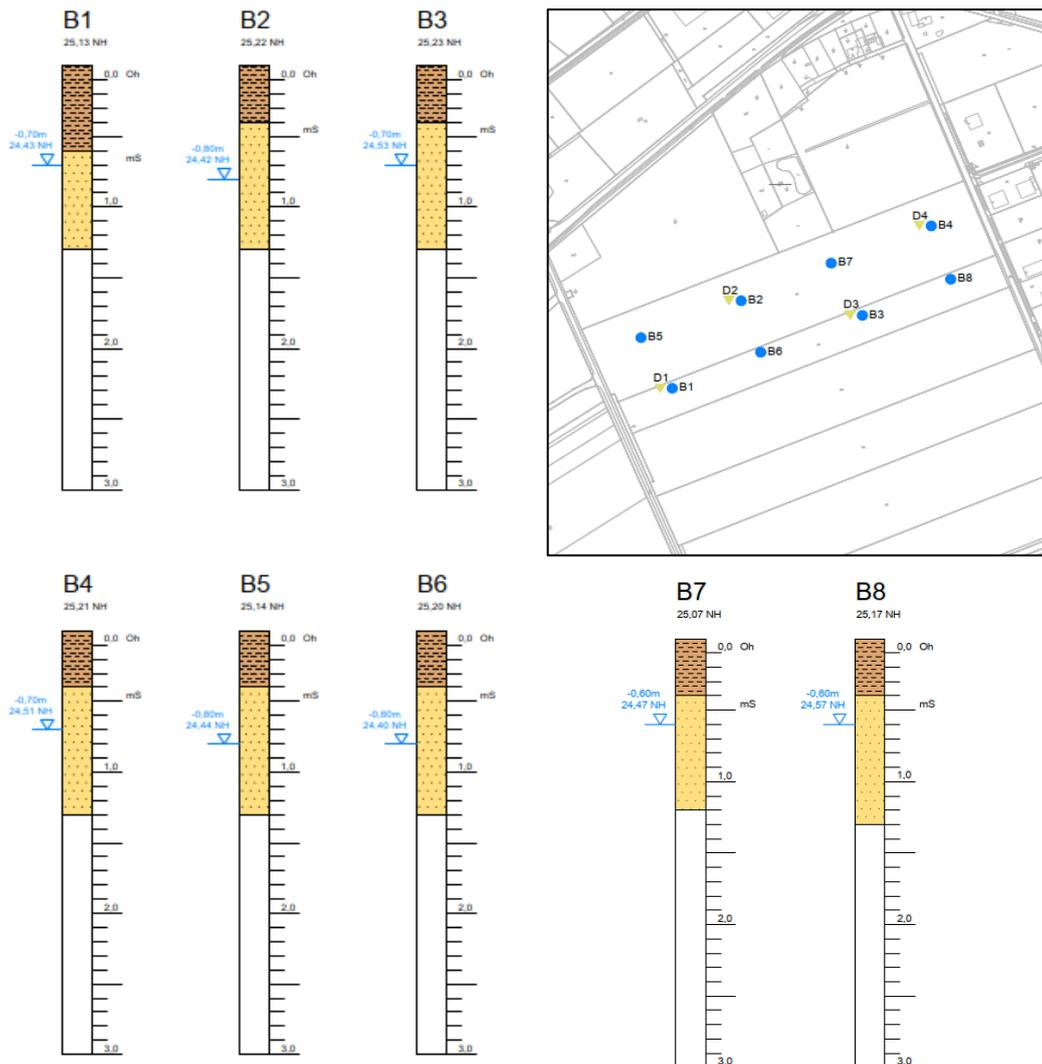 B1
25,13 NH
0,0 Oh
-0,70m
24,43 NH
mS
1,0
2,0
3,0
B2
25,22 NH
0,0 Oh
mS
-0,80m
24,42 NH
1,0
2,0
3,0
B3
25,23 NH
0,0 Oh
mS
-0,70m
24,53 NH
1,0
2,0
3,0
D4
B4
B7
B8
D2
B2
D3
B3
B5
B6
D1
B1
B4
25,21 NH
0,0 Oh
mS
-0,70m
24,51 NH
1,0
2,0
3,0
B5
25,14 NH
0,0 Oh
mS
-0,80m
24,44 NH
1,0
2,0
3,0
B6
25,20 NH
0,0 Oh
mS
-0,80m
24,40 NH
1,0
2,0
3,0
B7
25,07 NH
0,0 Oh
-0,60m
24,47 NH
mS
1,0
2,0
3,0
B8
25,17 NH
0,0 Oh
-0,60m
24,57 NH
mS
1,0
2,0
3,0